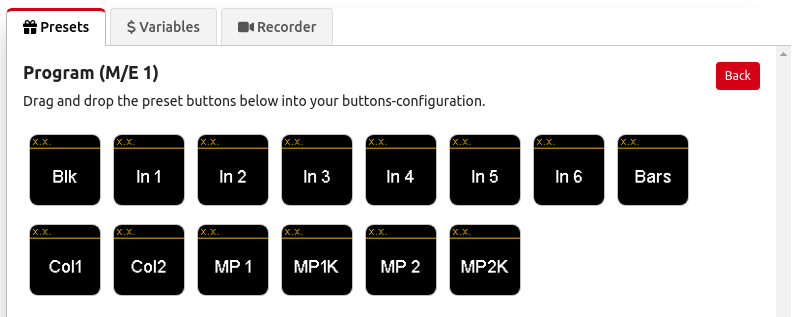 Presets $ Variables Recorder
Program (M/E 1)
Back
Drag and drop the preset buttons below into your buttons-configuration.
x.x. x.x. x.x. x.x. x.x. x.x. x.x. x.x.
Blk In 1 In 2 In 3 In 4 In 5 In 6 Bars
x.x. x.x. x.x. x.x. x.x. x.x.
Col1 Col2 MP 1 MP1K MP 2 MP2K